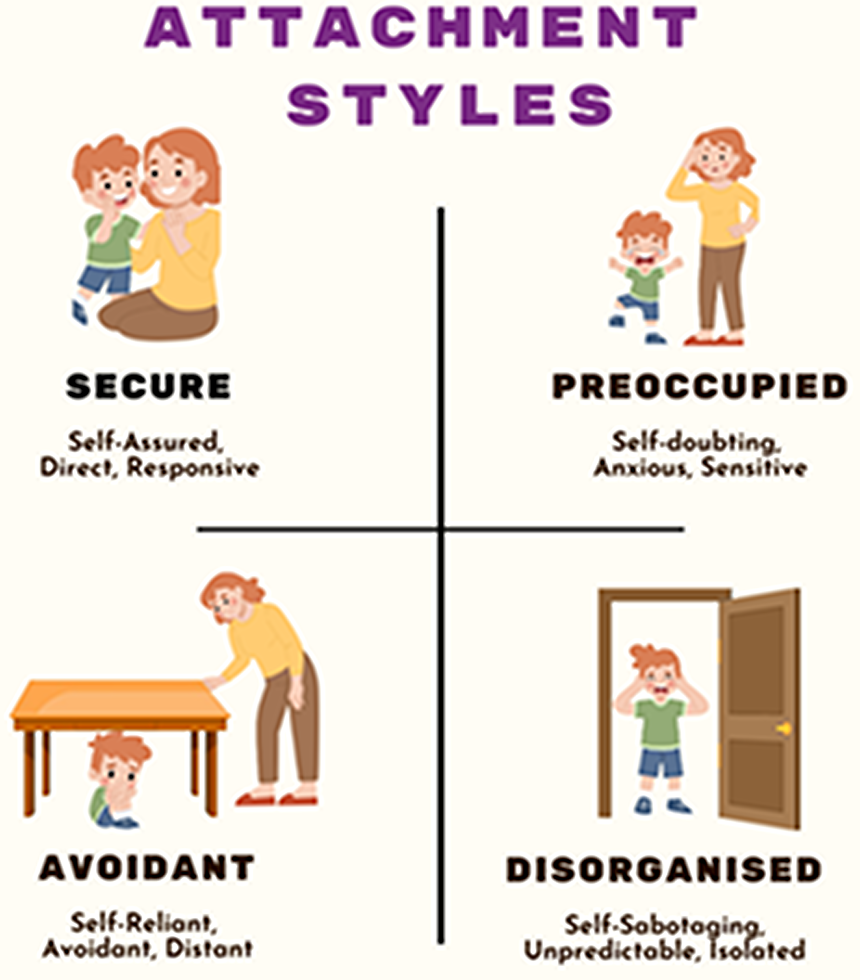 ATTACHMENT
STYLES
SECURE
Self-Assured,
Direct, Responsive
PREOCCUPIED
Self-doubting,
Anxious, Sensitive
AVOIDANT
Self-Reliant,
Avoidant, Distant
DISORGANISED
Self-Sabotaging,
Unpredictable, Isolated